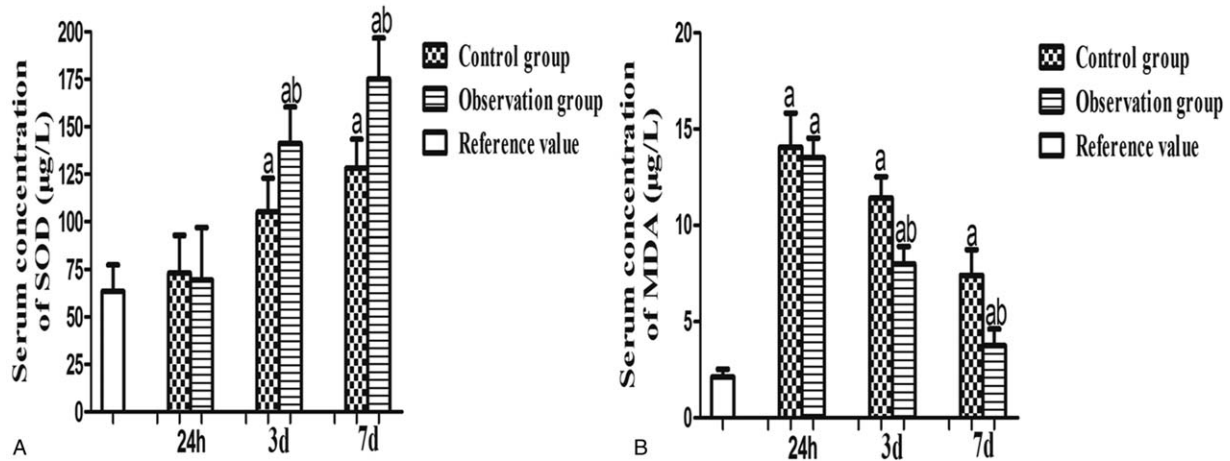 Serum concentration
of SOD (µg/L)
200
175
150
125
100
75
50
25
0
a
ab
a
ab
24h
3d
7d
Control group
Observation group
Reference value
A
Serum concentration
of MDA (µg/L)
20
15
10
5
0
a
a
a
ab
a
ab
24h
3d
7d
Control group
Observation group
Reference value
B